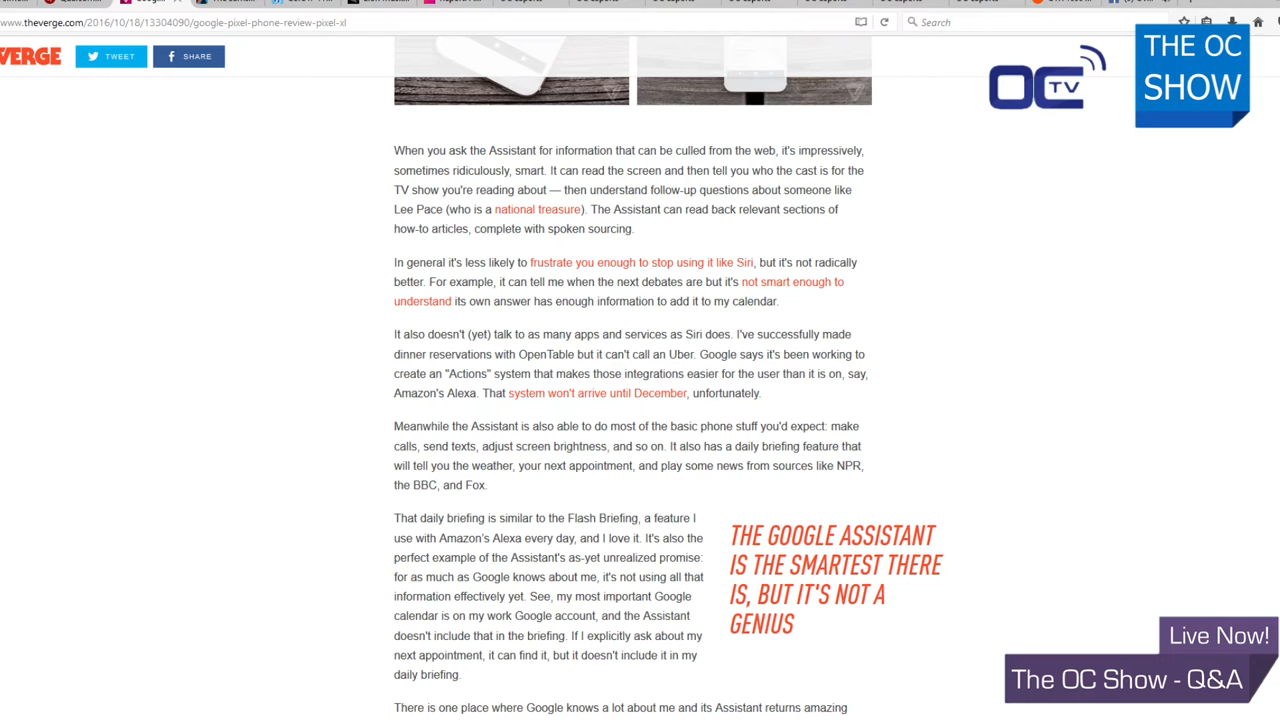 www.theverge.com/2016/10/18/13304090/google-pixel-phone-review-pixel-xl
Search
VERGE
TWEET
SHARE
OC TV
THE OC
SHOW
When you ask the Assistant for information that can be culled from the web, it's impressively,
sometimes ridiculously, smart. It can read the screen and then tell you who the cast is for the
TV show you're reading about — then understand follow-up questions about someone like
Lee Pace (who is a national treasure). The Assistant can read back relevant sections of
how-to articles, complete with spoken sourcing.
In general it's less likely to frustrate you enough to stop using it like Siri, but it's not radically
better. For example, it can tell me when the next debates are but it's not smart enough to
understand its own answer has enough information to add it to my calendar.
It also doesn't (yet) talk to as many apps and services as Siri does. I've successfully made
dinner reservations with OpenTable but it can't call an Uber. Google says it's been working to
create an "Actions" system that makes those integrations easier for the user than it is on, say,
Amazon's Alexa. That system won't arrive until December, unfortunately.
Meanwhile the Assistant is also able to do most of the basic phone stuff you'd expect: make
calls, send texts, adjust screen brightness, and so on. It also has a daily briefing feature that
will tell you the weather, your next appointment, and play some news from sources like NPR,
the BBC, and Fox.
That daily briefing is similar to the Flash Briefing, a feature I
use with Amazon's Alexa every day, and I love it. It's also the
perfect example of the Assistant's as-yet unrealized promise:
for as much as Google knows about me, it's not using all that
information effectively yet. See, my most important Google
calendar is on my work Google account, and the Assistant
doesn't include that in the briefing. If I explicitly ask about my
next appointment, it can find it, but it doesn't include it in my
daily briefing.
THE GOOGLE ASSISTANT
IS THE SMARTEST THERE
IS, BUT IT'S NOT A
GENIUS
There is one place where Google knows a lot about me and its Assistant returns amazing
Live Now!
The OC Show - Q&A